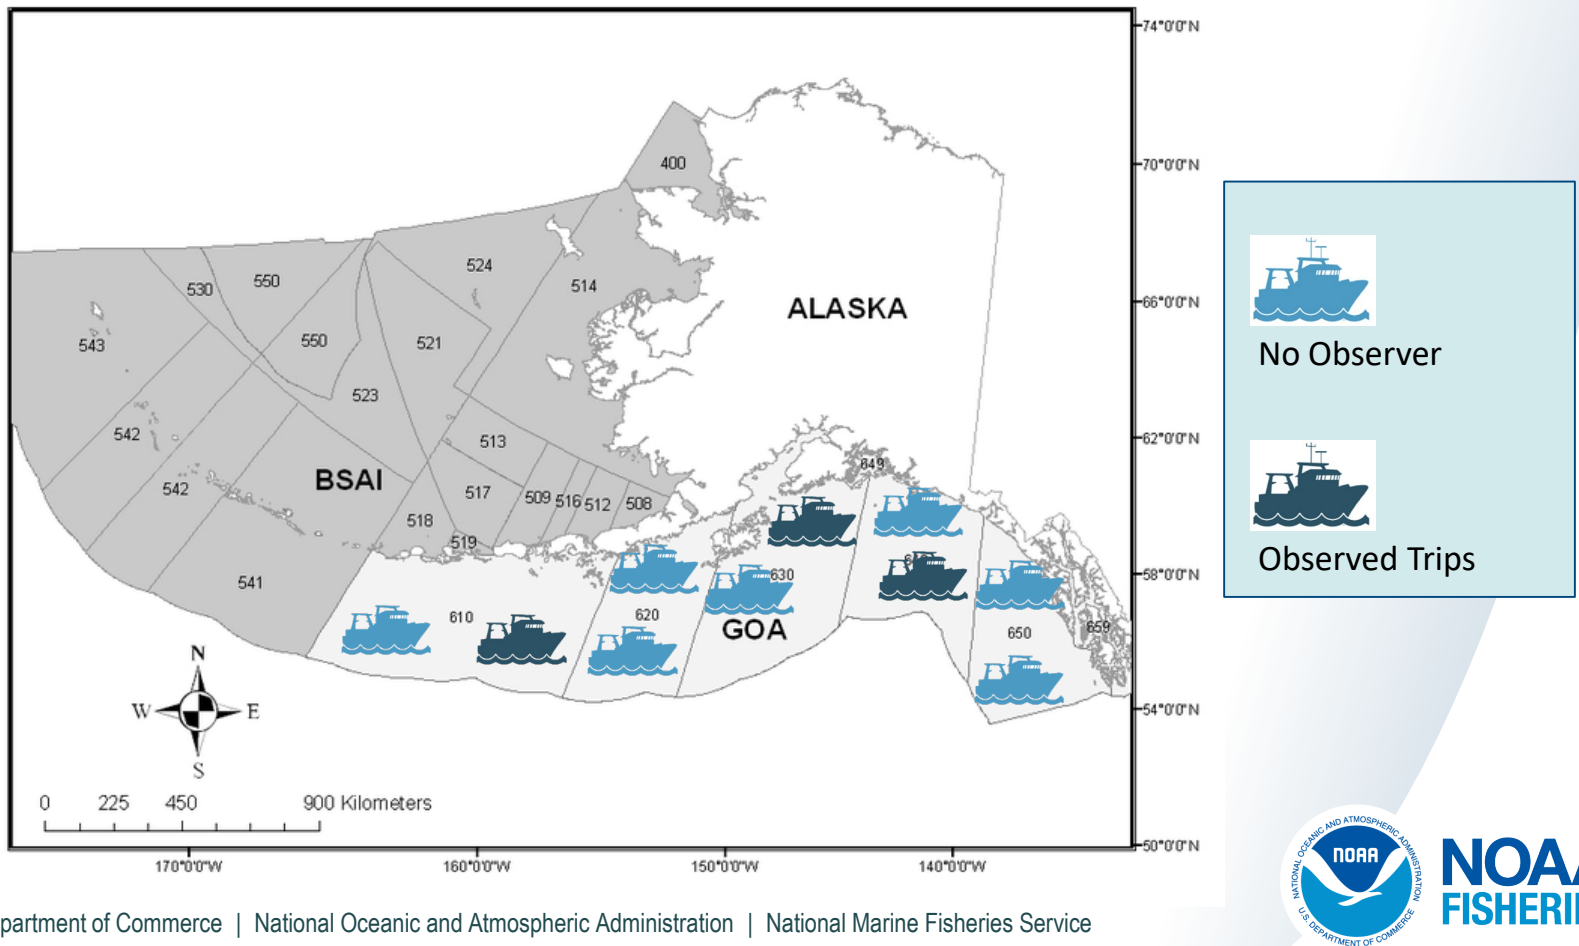 74°0'0"N
400
70°0'0"N
524
514
530
550
66°0'0"N
ALASKA
543
550
521
No Observer
523
542
513
62°0'0"N
649
BSAI
542
517
509
516
512
508
518
519
Observed Trips
541
630
58°0'0"N
610
620
GOA
650
659
N
W
E
S
54°0'0"N
0
225
450
900 Kilometers
50°0'0"N
170°0'0"W
160°0'0"W
150°0'0"W
140°0'0"W
NATIONAL OCEANIC AND ATMOSPHERIC ADMINISTRATION
NOAA
U.S. DEPARTMENT OF COMMERCE
NOAA
FISHERI
partment of Commerce | National Oceanic and Atmospheric Administration | National Marine Fisheries Service